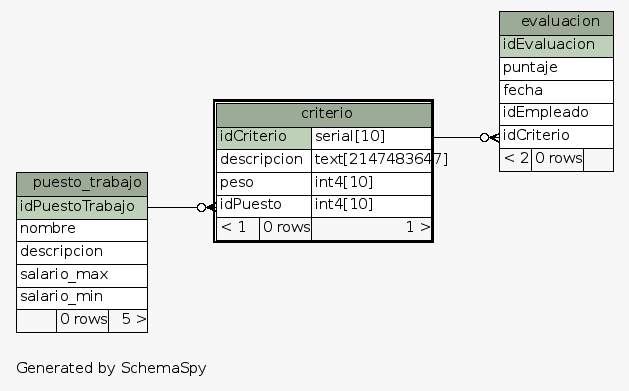 evaluacion
idEvaluacion
puntaje
fecha
idEmpleado
idCriterio
< 2 0 rows
criterio
idCriterio serial[10]
descripcion text[2147483647]
peso int4[10]
idPuesto int4[10]
< 1 0 rows 1 >
puesto_trabajo
idPuestoTrabajo
nombre
descripcion
salario_max
salario_min
0 rows 5 >
Generated by SchemaSpy